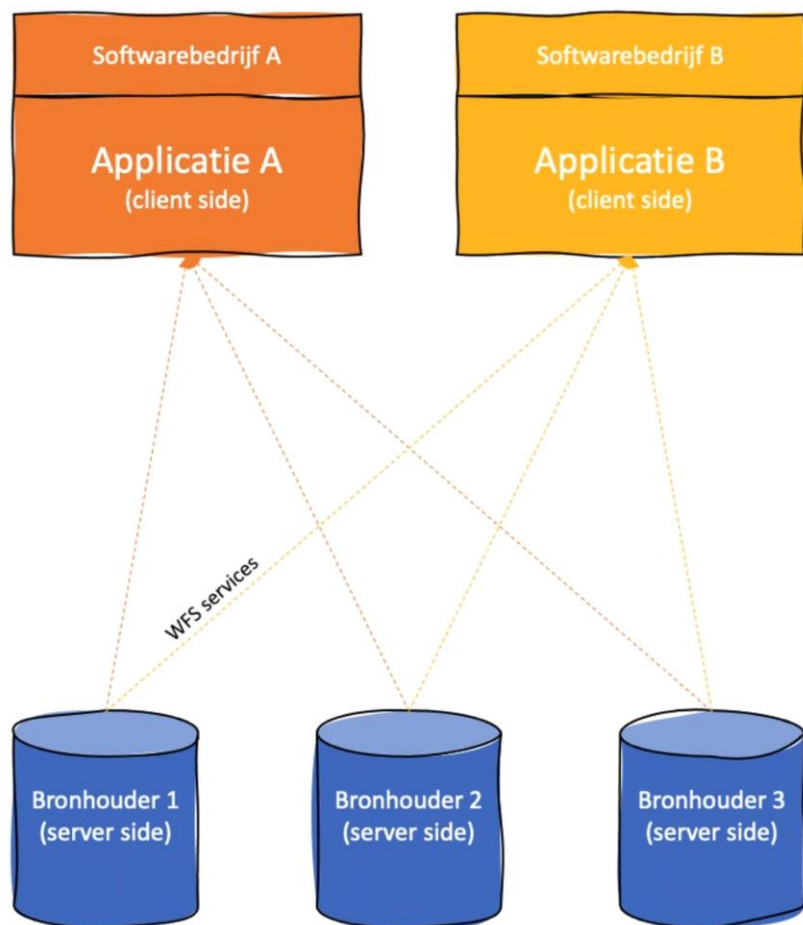 Softwarebedrijf A
Applicatie A
(client side)
Softwarebedrijf B
Applicatie B
(client side)
WFS services
Bronhouder 1
(server side)
Bronhouder 2
(server side)
Bronhouder 3
(server side)